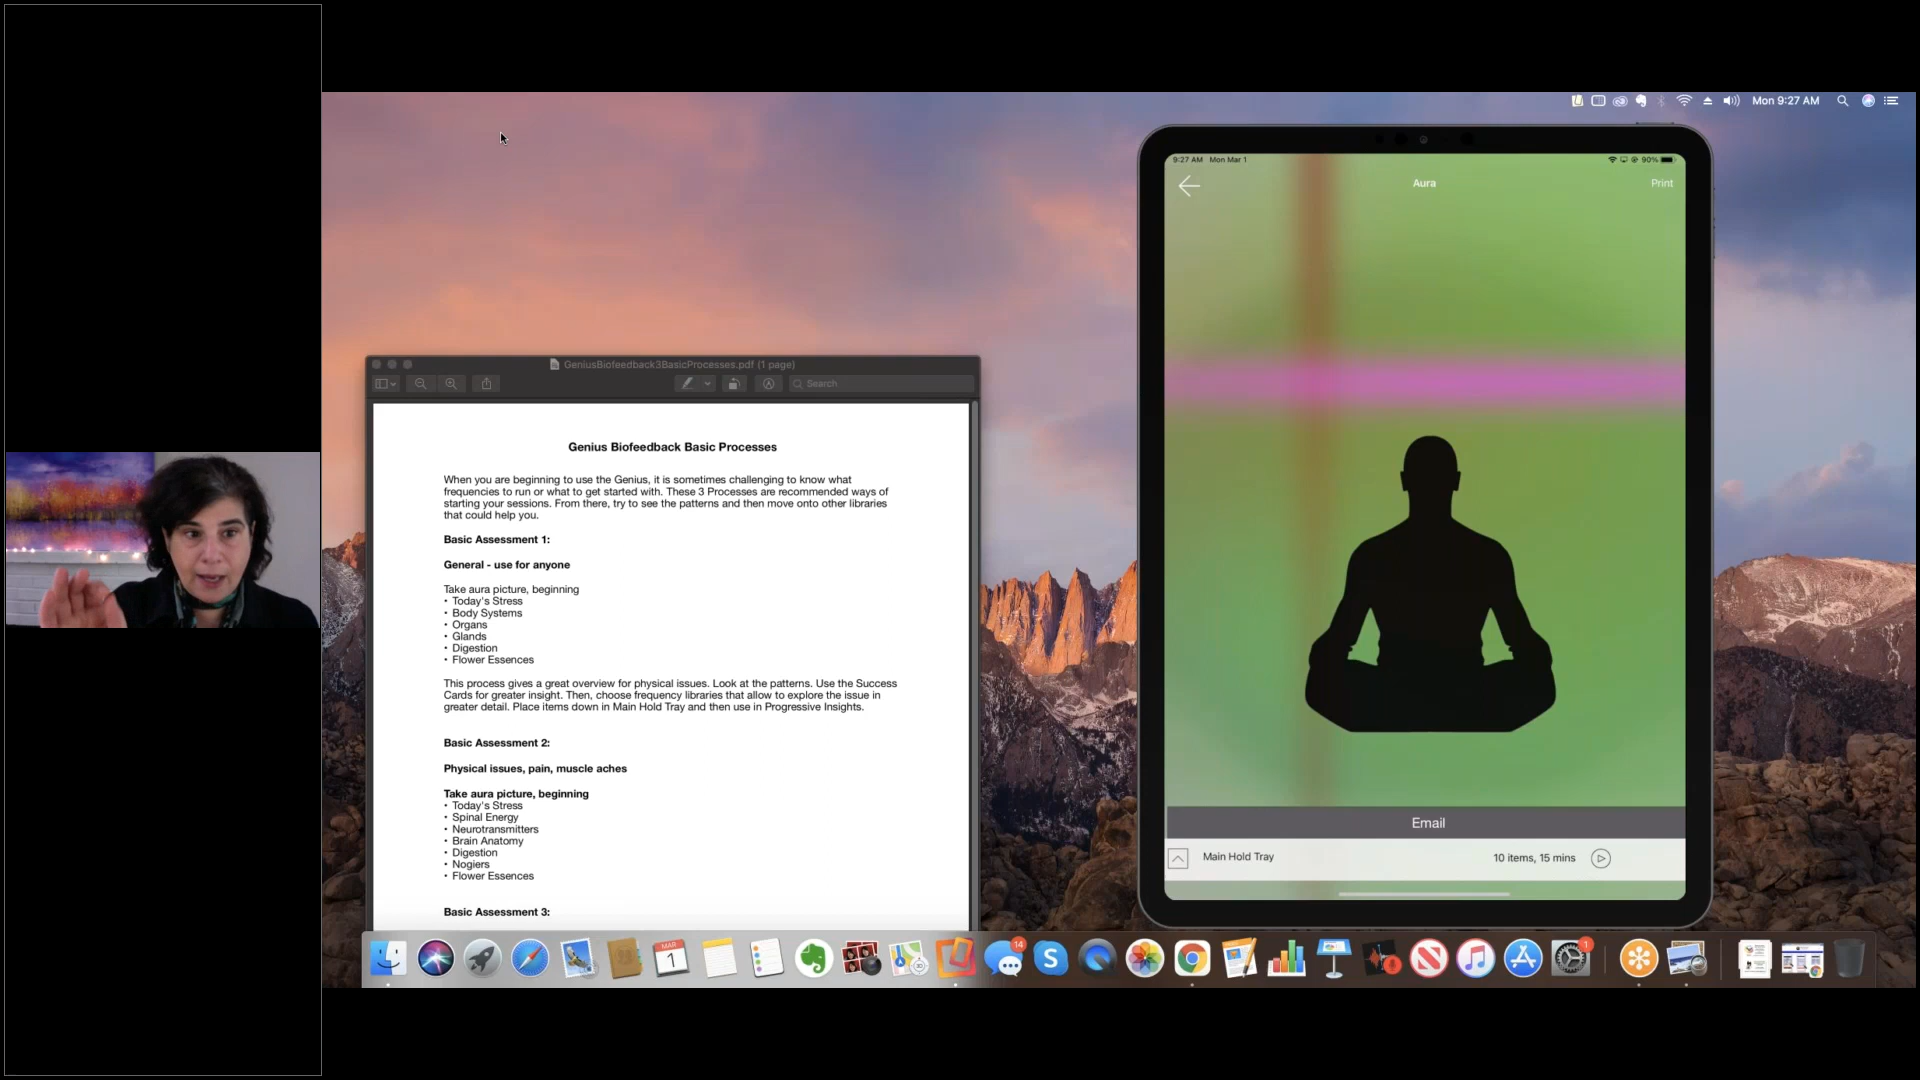 Mon 9:27 AM
9:27 AM Mon Mar 1
90%
Aura
Print
GeniusBiofeedback3BasicProcesses.pdf (1 page)
Search
Genius Biofeedback Basic Processes
When you are beginning to use the Genius, it is sometimes challenging to know what
frequencies to run or what to get started with. These 3 Processes are recommended ways of
starting your sessions. From there, try to see the patterns and then move onto other libraries
that could help you.
Basic Assessment 1:
General - use for anyone
Take aura picture, beginning
• Today's Stress
• Body Systems
• Organs
• Glands
• Digestion
• Flower Essences
This process gives a great overview for physical issues. Look at the patterns. Use the Success
Cards for greater insight. Then, choose frequency libraries that allow to explore the issue in
greater detail. Place items down in Main Hold Tray and then use in Progressive Insights.
Basic Assessment 2:
Physical issues, pain, muscle aches
Take aura picture, beginning
• Today's Stress
• Spinal Energy
• Neurotransmitters
• Brain Anatomy
• Digestion
• Nogiers
• Flower Essences
Basic Assessment 3:
Email
Main Hold Tray 10 items, 15 mins
MAR
1
14
1